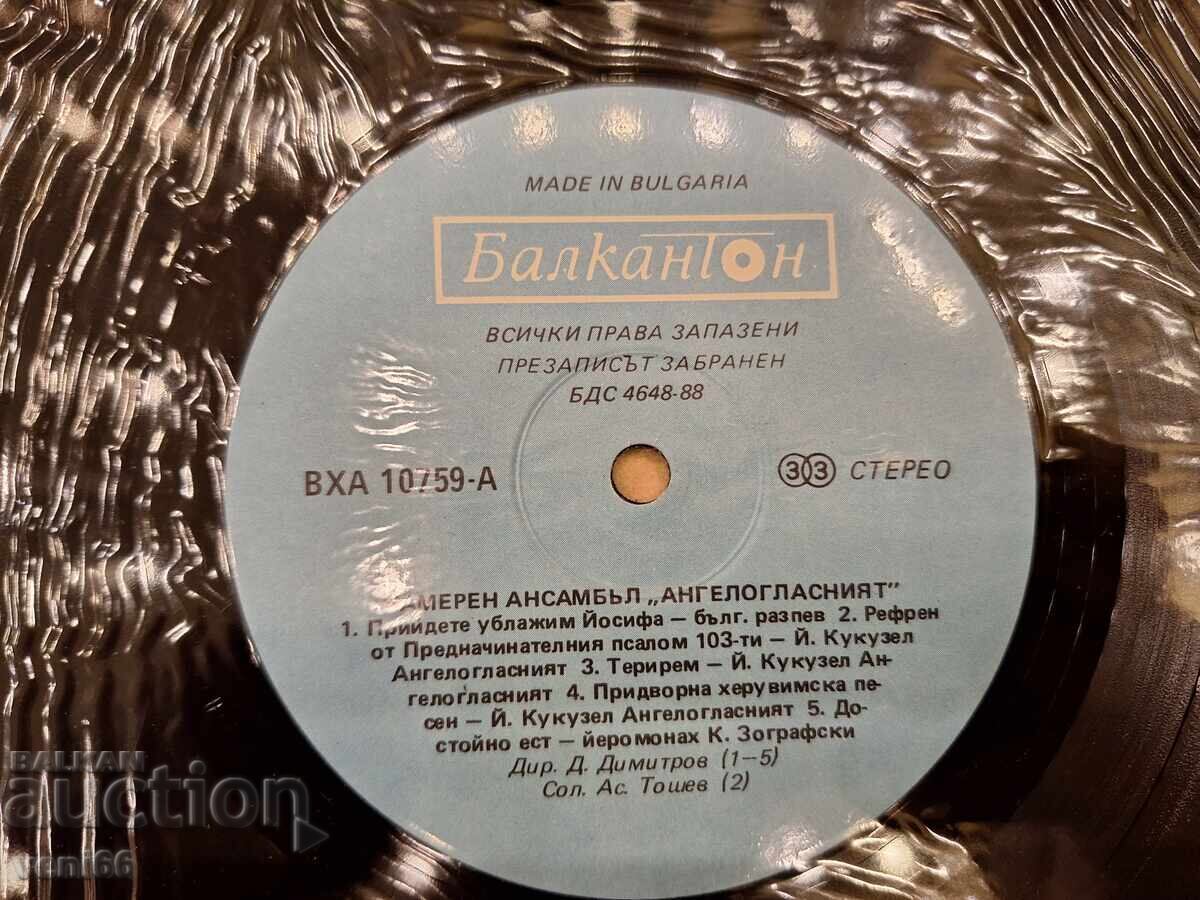 MADE IN BULGARIA
Балкантон
ВСИЧКИ ПРАВА ЗАПАЗЕНИ
ПРЕЗАПИСЪТ ЗАБРАНЕН
БДС 4648-88
ВХА 10759-А
33 СТЕРЕО
КАМЕРЕН АНСАМБЪЛ „АНГЕЛОГЛАСНИЯТ"
1. Прийдете ублажим Йосифа — бълг. разпев 2. Рефрен
от Предначинателния псалом 103-ти — Й. Кукузел
Ангелогласният 3. Терирем — Й. Кукузел Ан-
гелогласният 4. Придворна херувимска пе-
сен — Й. Кукузел Ангелогласният 5. До-
стойно ест — йеромонах К. Зографски
Дир. Д. Димитров (1—5)
Сол. Ас. Тошев (2)
BALKAN
auction
veni66